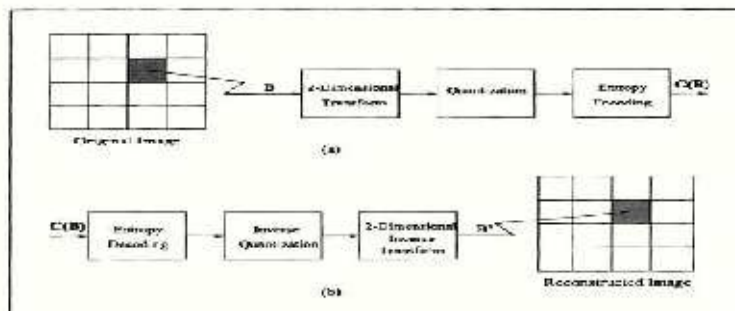 B
2-Dimensional
Transform
Quantization
Entropy
Encoding
C(B)
Original Image
(a)
C(B)
Entropy
Decoding
Inverse
Quantization
2-Dimensional
Inverse
Transform
Reconstructed Image
(b)